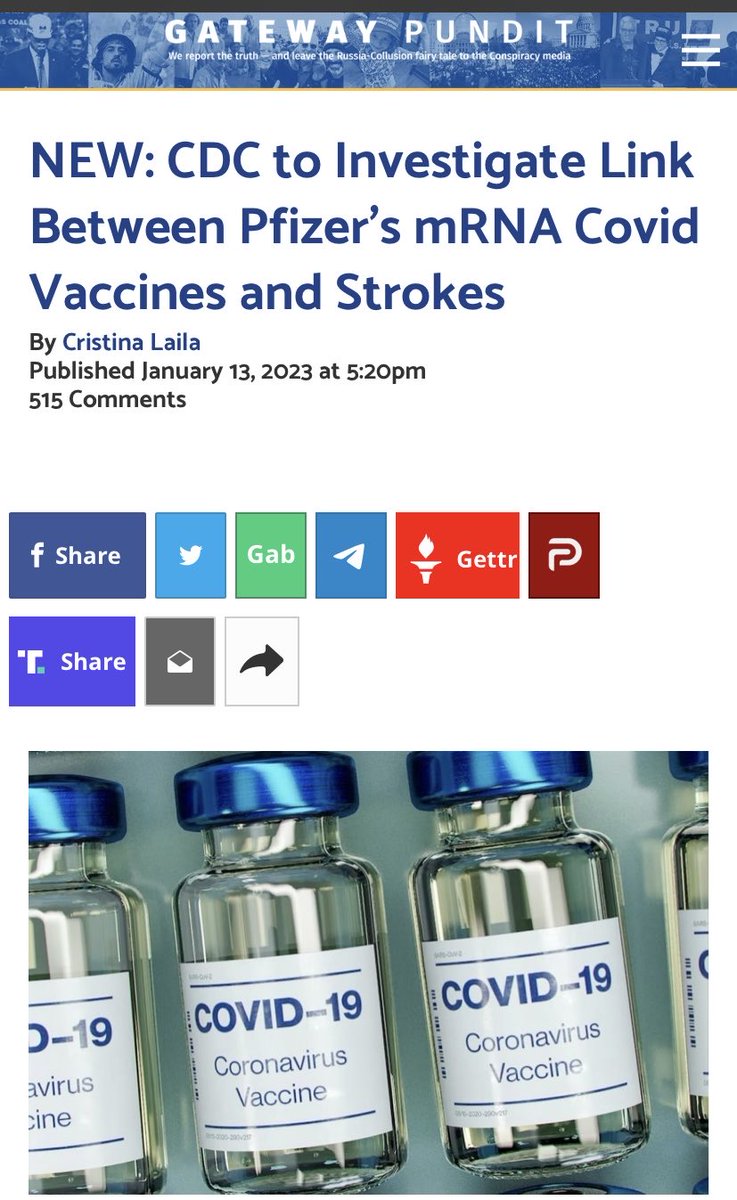 GATEWAY PUNDIT
We report the truth — and leave the Russia-Collusion fairy tale to the Conspiracy media
NEW: CDC to Investigate Link
Between Pfizer's mRNA Covid
Vaccines and Strokes
By Cristina Laila
Published January 13, 2023 at 5:20pm
515 Comments
Share
Gab
Gettr
Share
COVID-19
Coronavirus
Vaccine
COVID-19
Coronavirus
Vaccine
D-19
avirus
cine